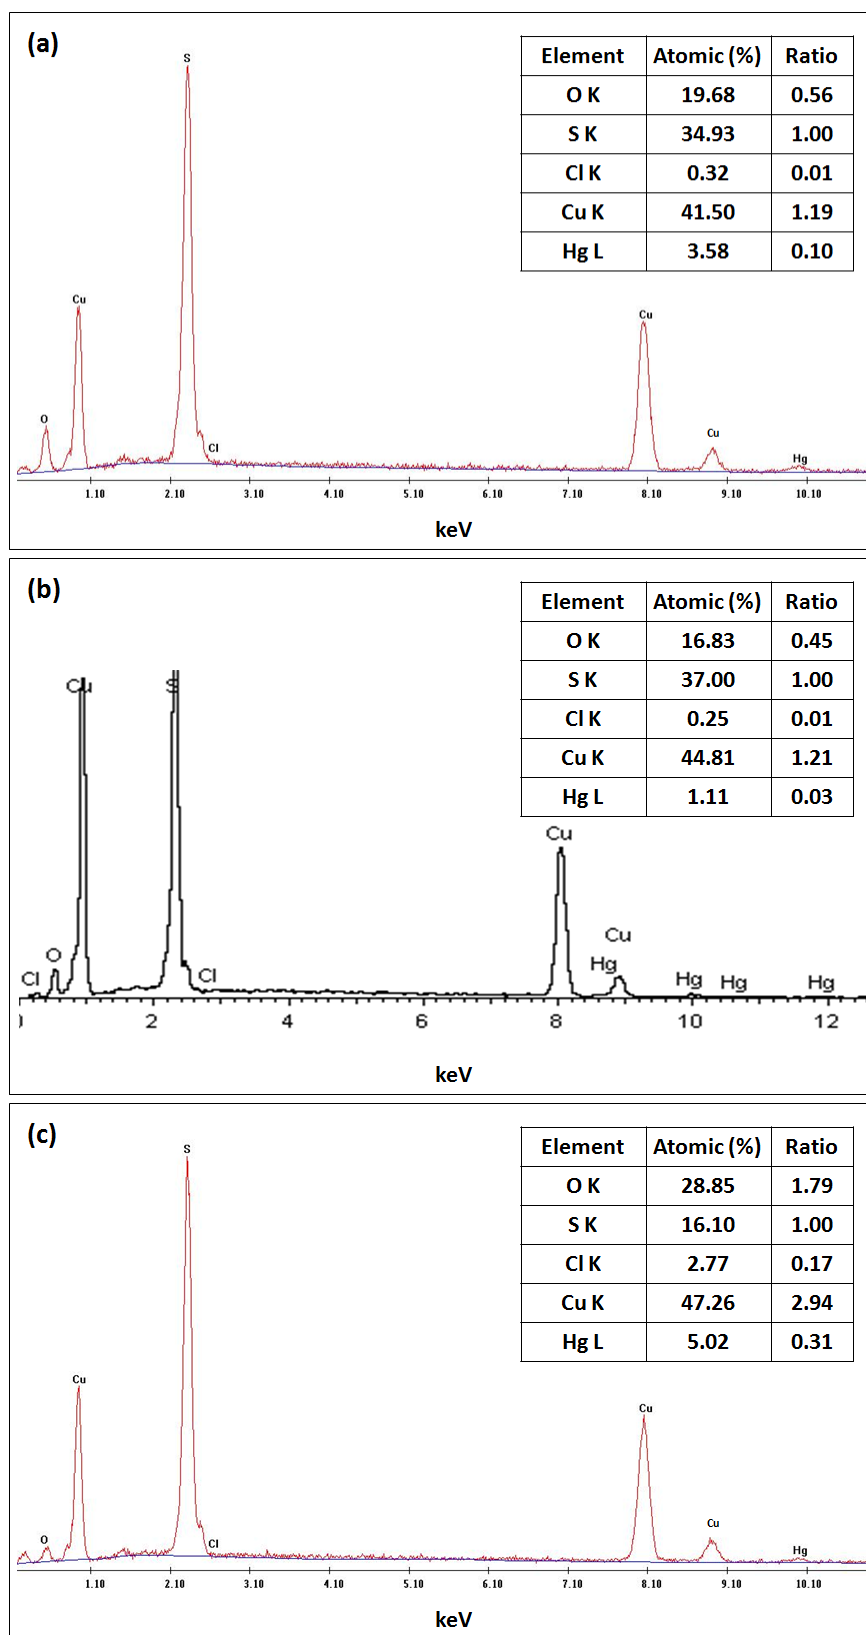 (a)
Element Atomic (%) Ratio
O K 19.68 0.56
S K 34.93 1.00
Cl K 0.32 0.01
Cu K 41.50 1.19
Hg L 3.58 0.10
S
Cu
O
Cl
Cu
Cu
Hg
1.10 2.10 3.10 4.10 5.10 6.10 7.10 8.10 9.10 10.10
keV
(b)
Element Atomic (%) Ratio
O K 16.83 0.45
S K 37.00 1.00
Cl K 0.25 0.01
Cu K 44.81 1.21
Hg L 1.11 0.03
Cu S
Cu
Cu
O
Hg
Cl Cl Hg Hg Hg
2 4 6 8 10 12
keV
(c)
Element Atomic (%) Ratio
O K 28.85 1.79
S K 16.10 1.00
Cl K 2.77 0.17
Cu K 47.26 2.94
Hg L 5.02 0.31
S
Cu
O
Cl
Cu
Cu
Hg
1.10 2.10 3.10 4.10 5.10 6.10 7.10 8.10 9.10 10.10
keV